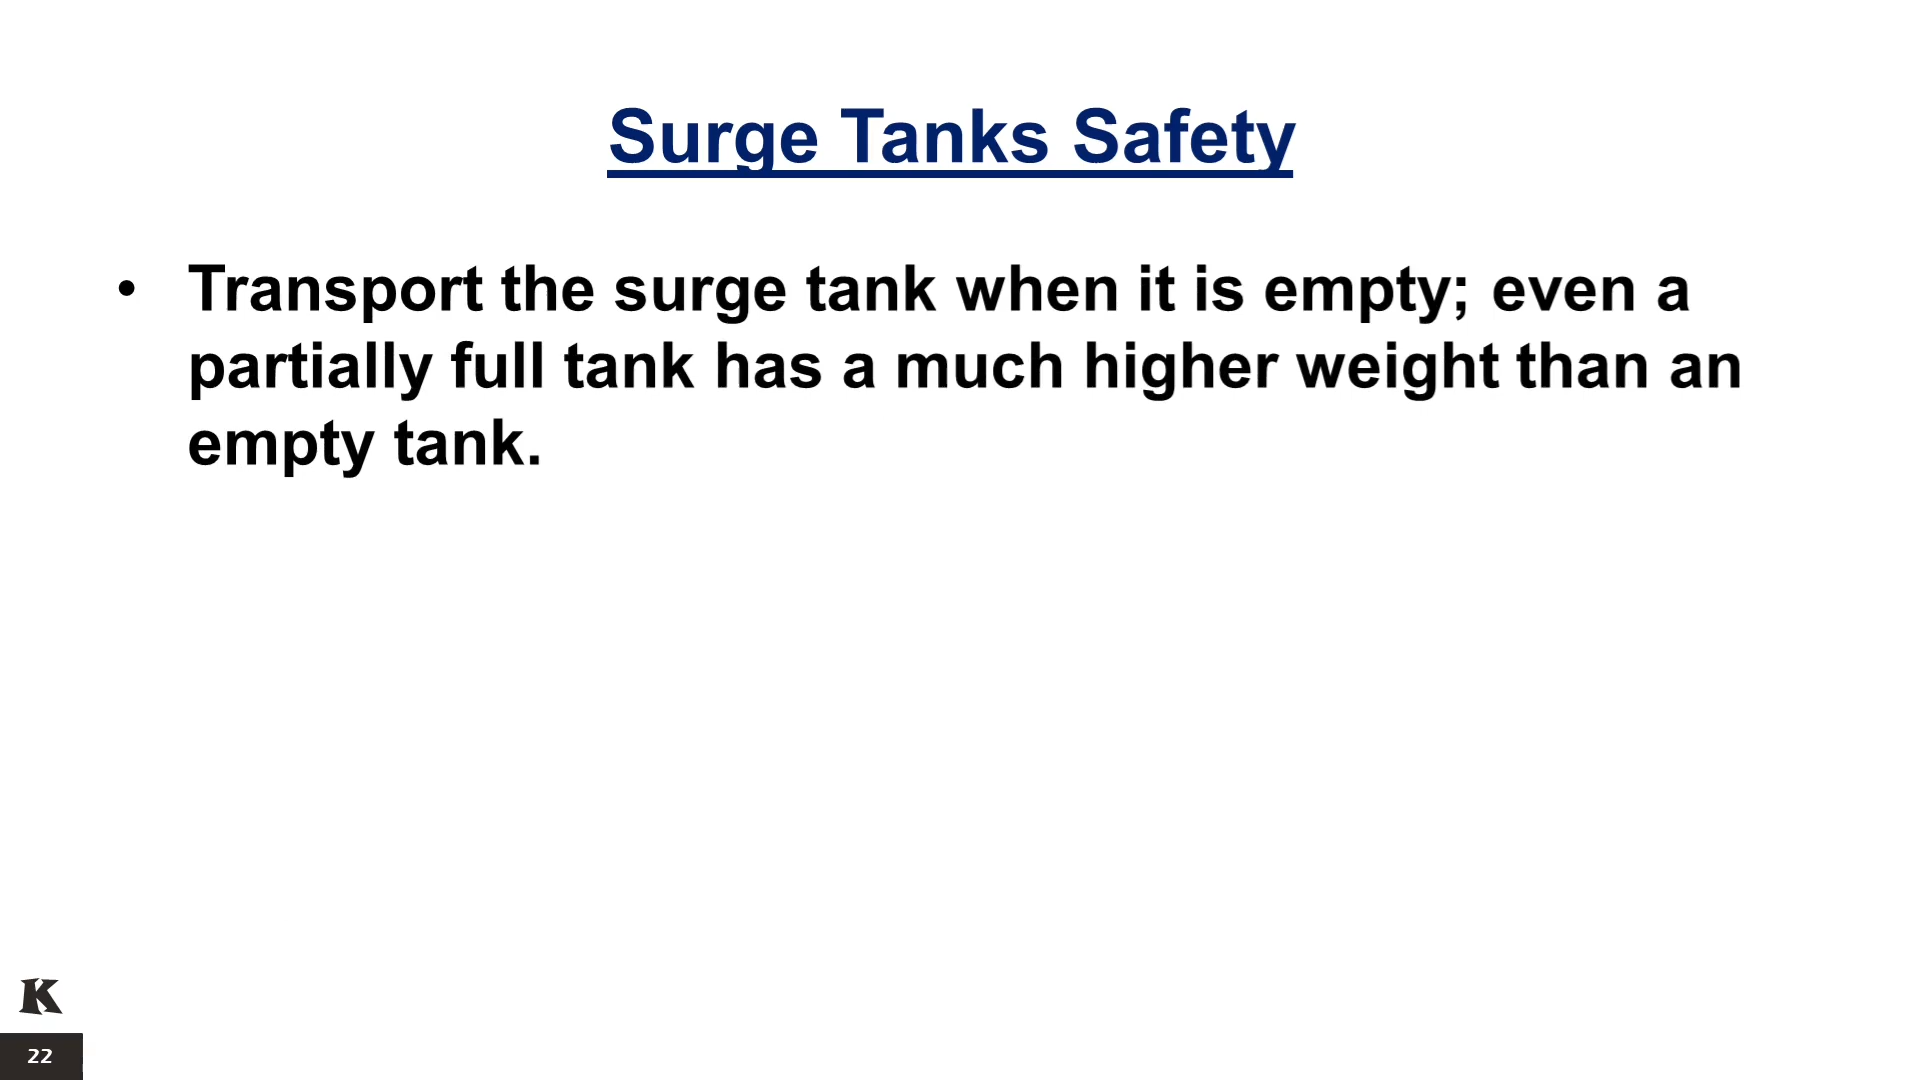 Surge Tanks Safety
• Transport the surge tank when it is empty; even a
partially full tank has a much higher weight than an
empty tank.
K
22